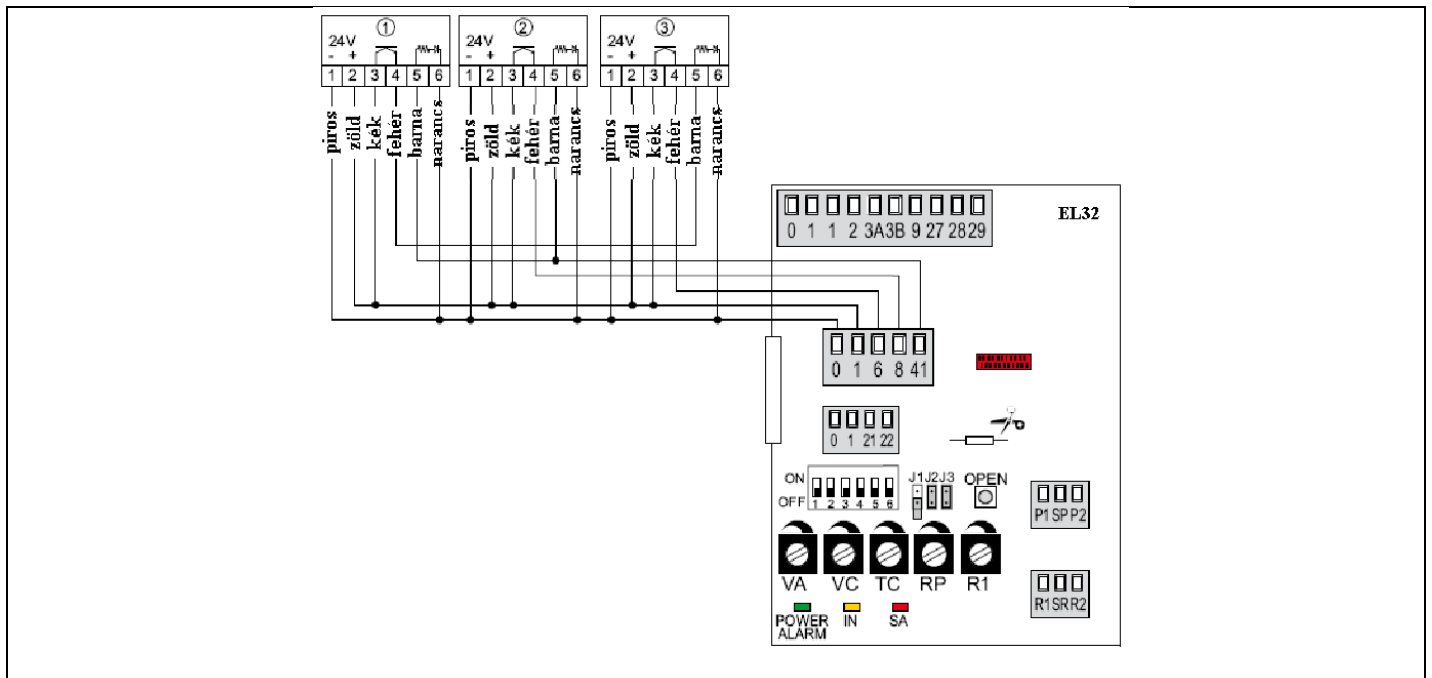 ① ② ③
24V 24V 24V
- + - + - +
1 2 3 4 5 6 1 2 3 4 5 6 1 2 3 4 5 6
piros zöld kék fehér barna narancs piros zöld kék fehér barna narancs piros zöld kék fehér barna narancs
EL32
0 1 1 2 3A 3B 9 27 28 29
0 1 6 8 41
0 1 21 22
ON
OFF
1 2 3 4 5 6
J1 J2 J3
OPEN
P1 SP P2
VA VC TC RP R1
R1 SR R2
POWER ALARM
IN
SA